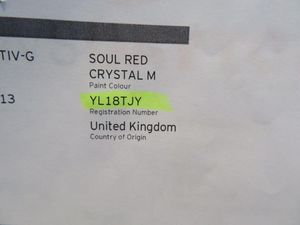 TIV-G
SOUL RED
CRYSTAL M
Paint Colour
13
YL18TJY
Registration Number
United Kingdom
Country of Origin